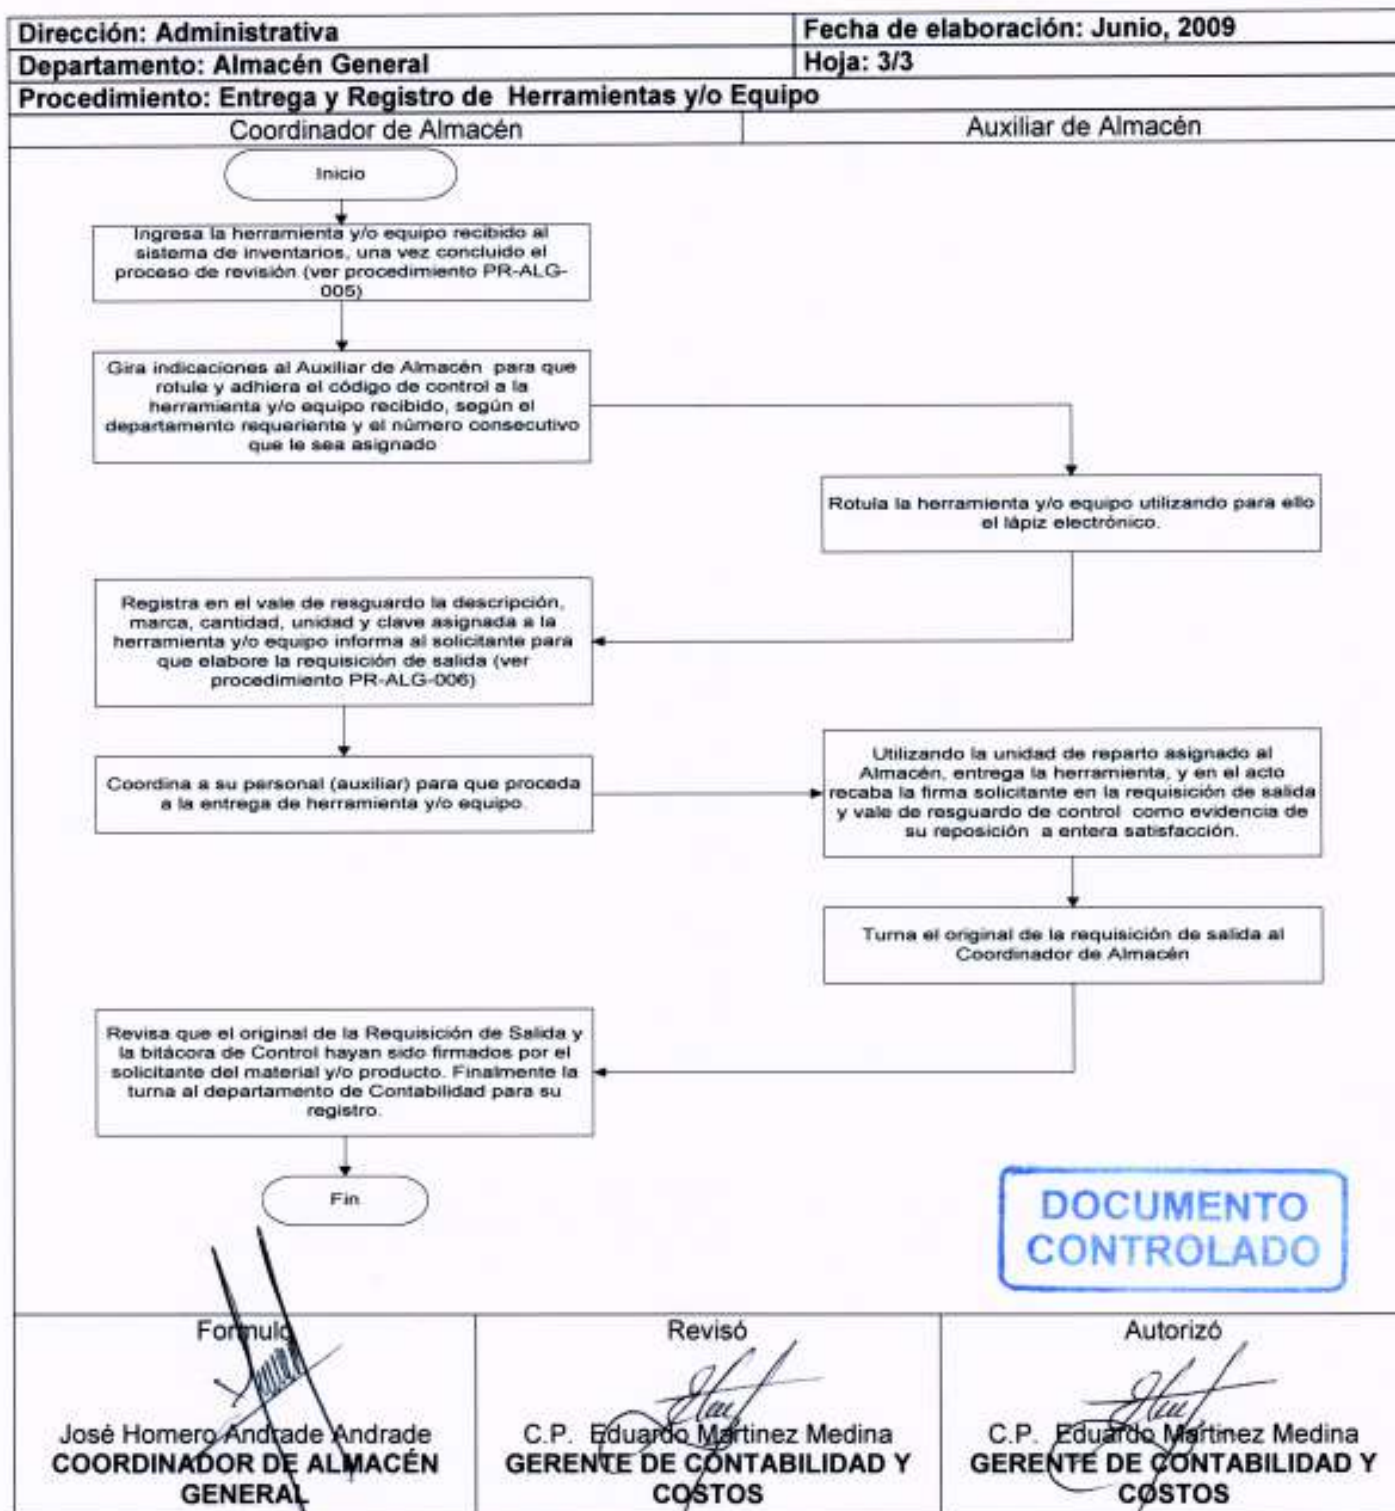 Dirección: Administrativa
Fecha de elaboración: Junio, 2009
Departamento: Almacén General
Hoja: 3/3
Procedimiento: Entrega y Registro de Herramientas y/o Equipo
Coordinador de Almacén
Auxiliar de Almacén
Inicio
Ingresa la herramienta y/o equipo recibido al
sistema de inventarios, una vez concluido el
proceso de revisión (ver procedimiento PR-ALG-
005)
Gira indicaciones al Auxiliar de Almacén para que
rotule y adhiera el código de control a la
herramienta y/o equipo recibido, según el
departamento requeriente y el número consecutivo
que le sea asignado
Rotula la herramienta y/o equipo utilizando para ello
el lápiz electrónico.
Registra en el vale de resguardo la descripción,
marca, cantidad, unidad y clave asignada a la
herramienta y/o equipo informa al solicitante para
que elabore la requisición de salida (ver
procedimiento PR-ALG-006)
Coordina a su personal (auxiliar) para que proceda
a la entrega de herramienta y/o equipo.
Utilizando la unidad de reparto asignado al
Almacén, entrega la herramienta, y en el acto
recaba la firma solicitante en la requisición de salida
y vale de resguardo de control como evidencia de
su reposición a entera satisfacción.
Turna el original de la requisición de salida al
Coordinador de Almacén
Revisa que el original de la Requisición de Salida y
la bitácora de Control hayan sido firmados por el
solicitante del material y/o producto. Finalmente la
turna al departamento de Contabilidad para su
registro.
Fin
DOCUMENTO
CONTROLADO
Formulo
José Homero Andrade Andrade
COORDINADOR DE ALMACÉN
GENERAL
Revisó
C.P. Eduardo Martinez Medina
GERENTE DE CONTABILIDAD Y
COSTOS
Autorizó
C.P. Eduardo Martinez Medina
GERENTE DE CONTABILIDAD Y
COSTOS